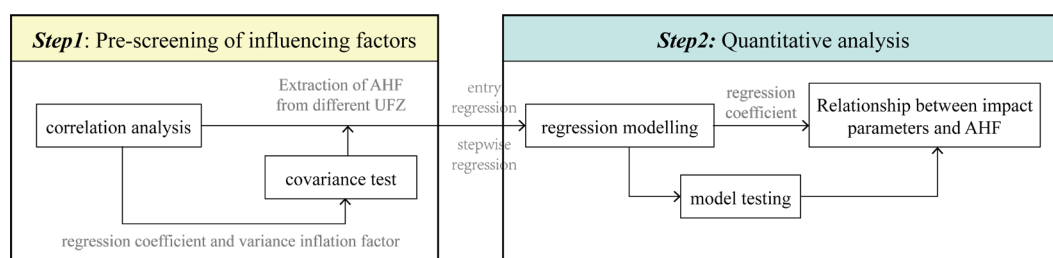 Step1: Pre-screening of influencing factors
Extraction of AHF
from different UFZ
correlation analysis
covariance test
regression coefficient and variance inflation factor
entry
regression
stepwise
regression
Step2: Quantitative analysis
regression modelling
regression
coefficient
Relationship between impact
parameters and AHF
model testing